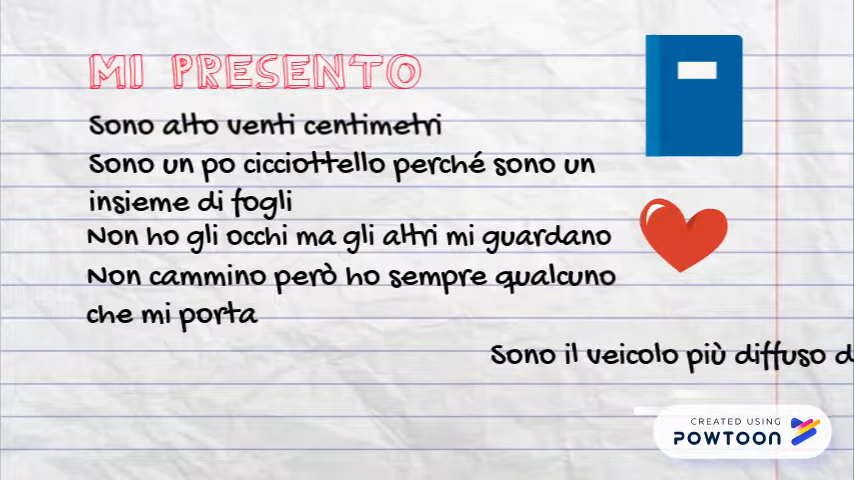 MI PRESENTO
Sono alto venti centimetri
Sono un po cicciottello perché sono un
insieme di fogli
Non ho gli occhi ma gli altri mi guardano
Non cammino però ho sempre qualcuno
che mi porta
Sono il veicolo più diffuso d
CREATED USING
POWTOON